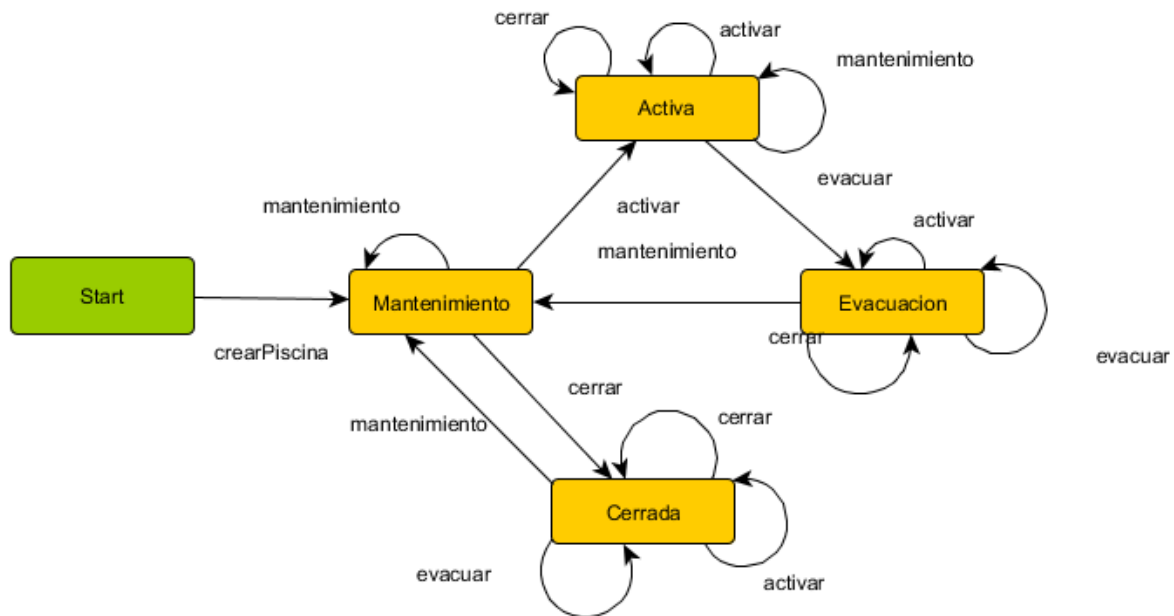 cerrar
activar
mantenimiento
Activa
evacuar
mantenimiento
activar
activar
mantenimiento
Start
Mantenimiento
Evacuacion
crearPiscina
cerrar
evacuar
cerrar
mantenimiento
cerrar
Cerrada
evacuar
activar